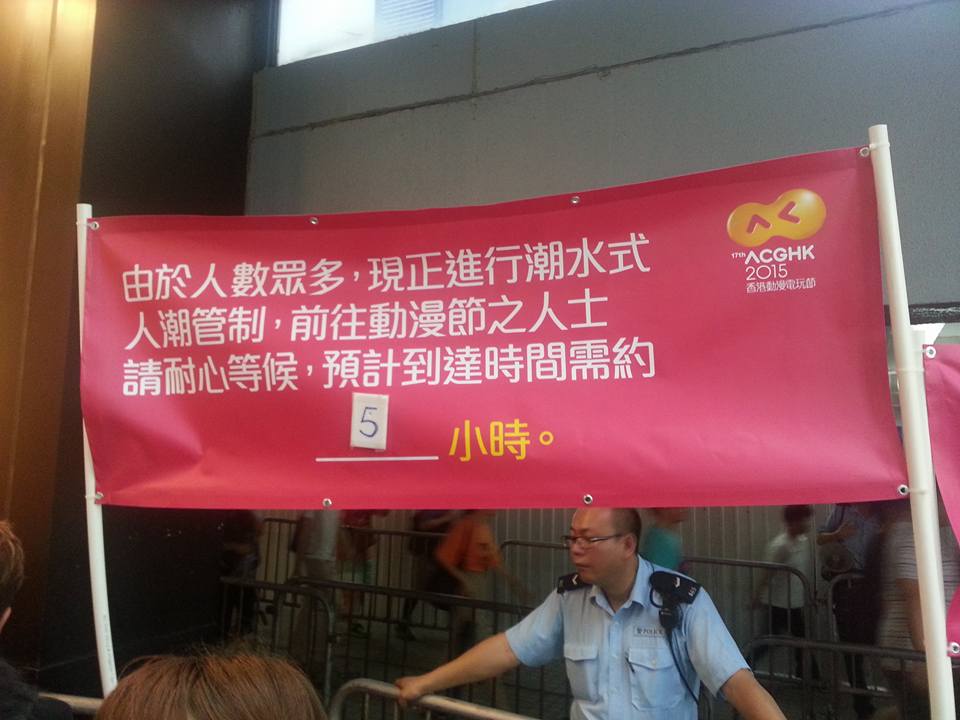 由於人數眾多，現正進行潮水式
人潮管制，前往動漫節之人士
請耐心等候，預計到達時間需約
5 小時。
17th ACGHK
2015
香港動漫電玩節
POLICE